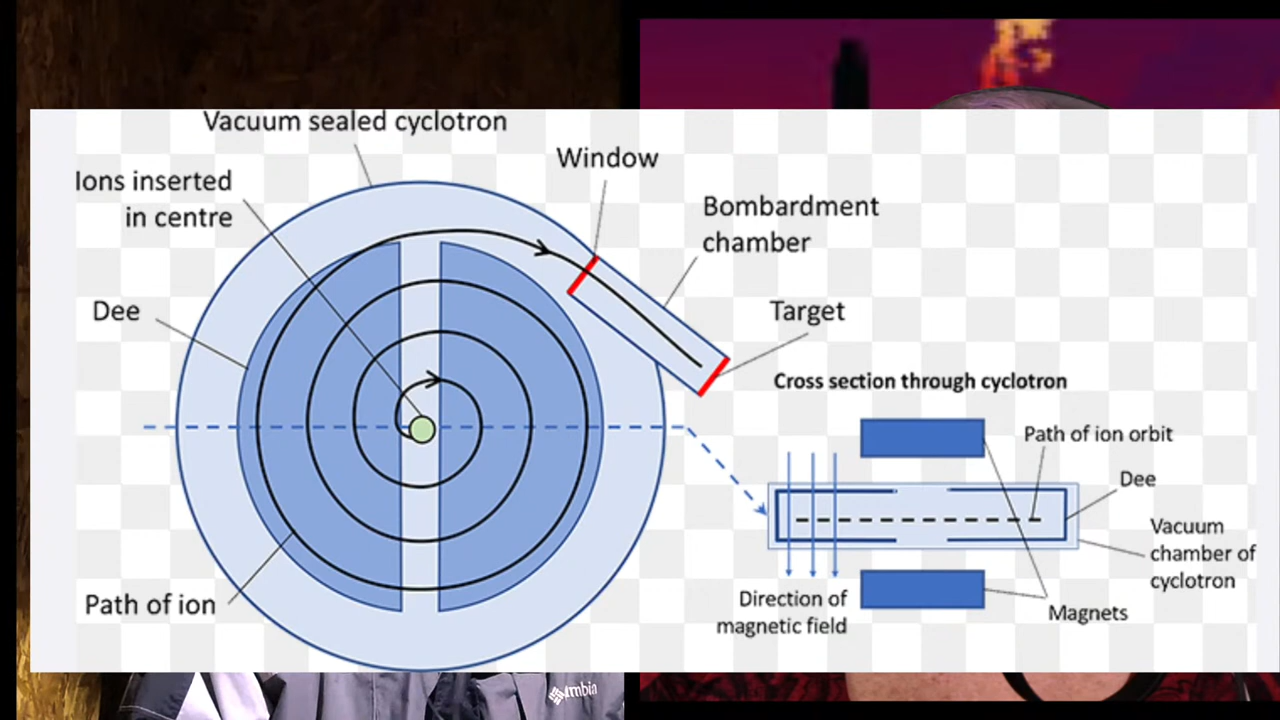 Vacuum sealed cyclotron
Window
Ions inserted
in centre
Bombardment
chamber
Dee
Target
Cross section through cyclotron
Path of ion orbit
Dee
Vacuum
chamber of
cyclotron
Path of ion
Direction of
magnetic field
Magnets